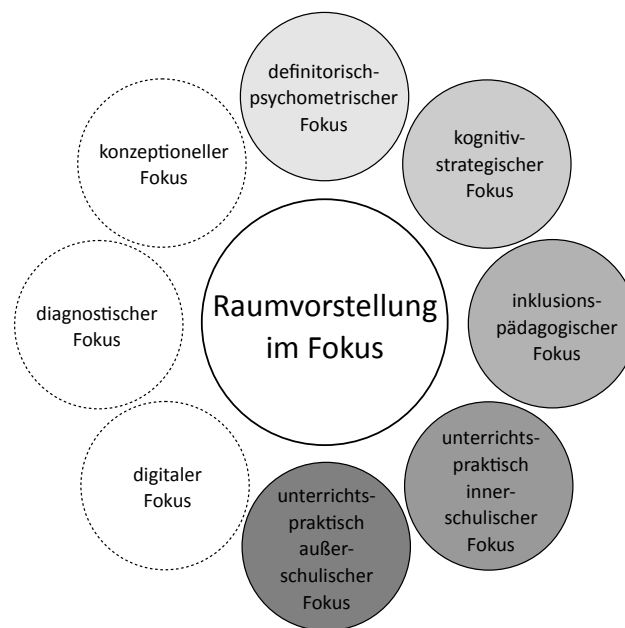 definitorisch-
psychometrischer
Fokus
kognitiv-
strategischer
Fokus
inklusions-
pädagogischer
Fokus
unterrichts-
praktisch
inner-
schulischer
Fokus
unterrichts-
praktisch
außer-
schulischer
Fokus
digitaler
Fokus
diagnostischer
Fokus
konzeptioneller
Fokus
Raumvorstellung
im Fokus